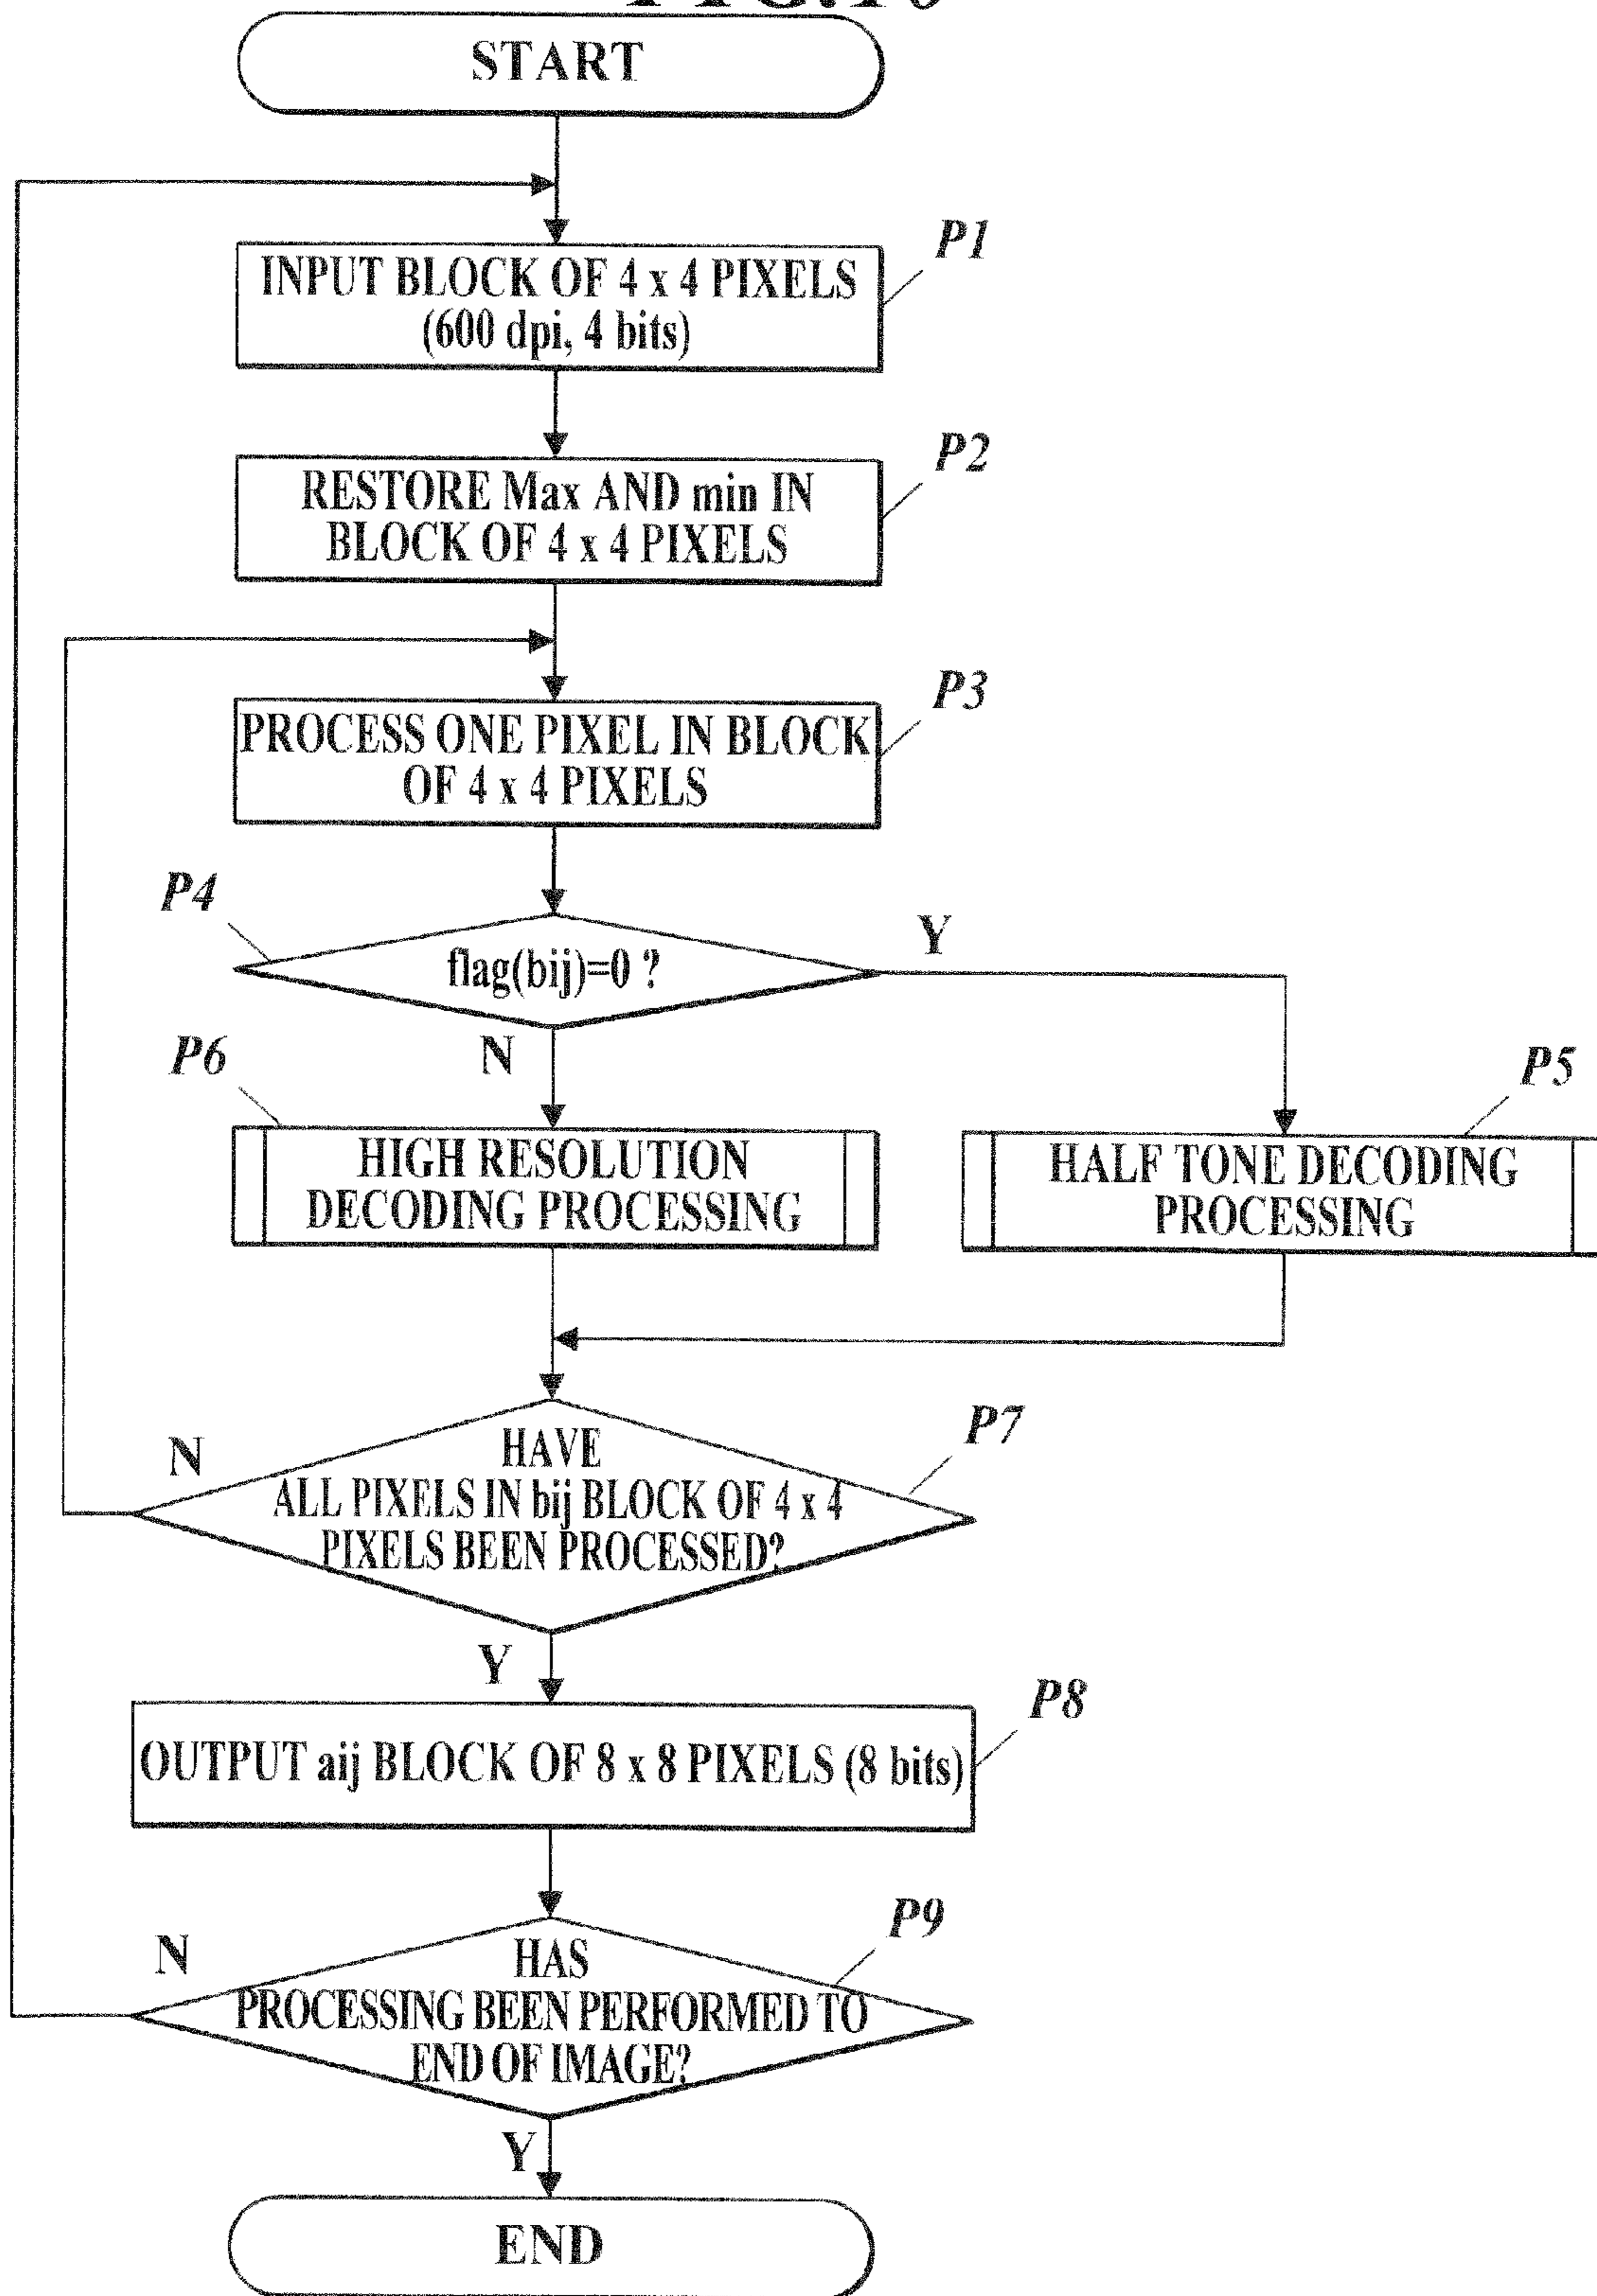 START
P1
INPUT BLOCK OF 4 x 4 PIXELS
(600 dpi, 4 bits)
P2
RESTORE Max AND min IN
BLOCK OF 4 x 4 PIXELS
P3
PROCESS ONE PIXEL IN BLOCK
OF 4 x 4 PIXELS
P4
flag(bij)=0 ?
Y
N
P6
HIGH RESOLUTION
DECODING PROCESSING
P5
HALF TONE DECODING
PROCESSING
P7
N
HAVE
ALL PIXELS IN bij BLOCK OF 4 x 4
PIXELS BEEN PROCESSED?
Y
P8
OUTPUT aij BLOCK OF 8 x 8 PIXELS (8 bits)
P9
N
HAS
PROCESSING BEEN PERFORMED TO
END OF IMAGE?
Y
END